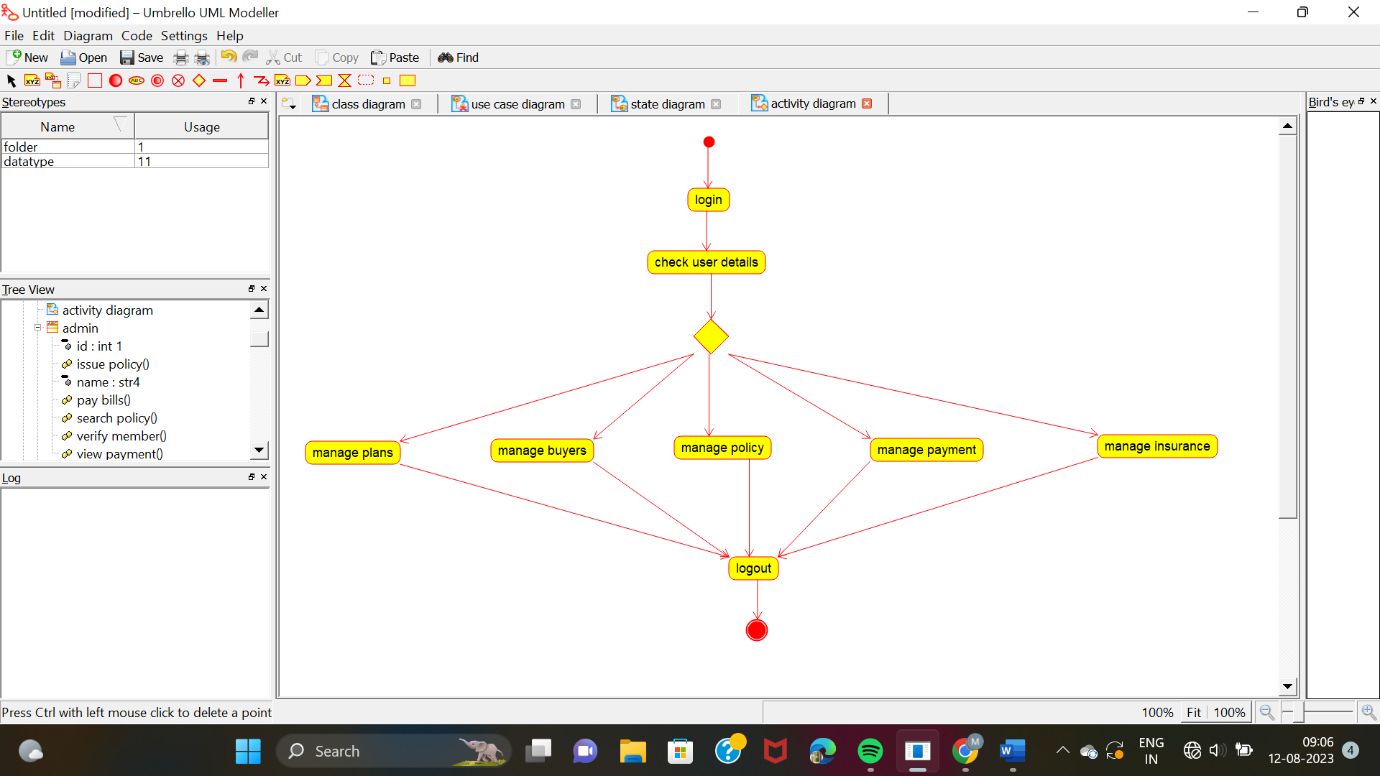 Untitled [modified] – Umbrello UML Modeller
File Edit Diagram Code Settings Help
New Open Save Cut Copy Paste Find
XYZ ABC XYZ
Stereotypes
Name Usage
folder 1
datatype 11
Tree View
activity diagram
admin
id : int 1
issue policy()
name : str4
pay bills()
search policy()
verify member()
view payment()
Log
class diagram use case diagram state diagram activity diagram
Bird's ey
login
check user details
manage plans manage buyers manage policy manage payment manage insurance
logout
Press Ctrl with left mouse click to delete a point
100% Fit 100%
Search
M
W
ENG
IN
09:06
12-08-2023
4